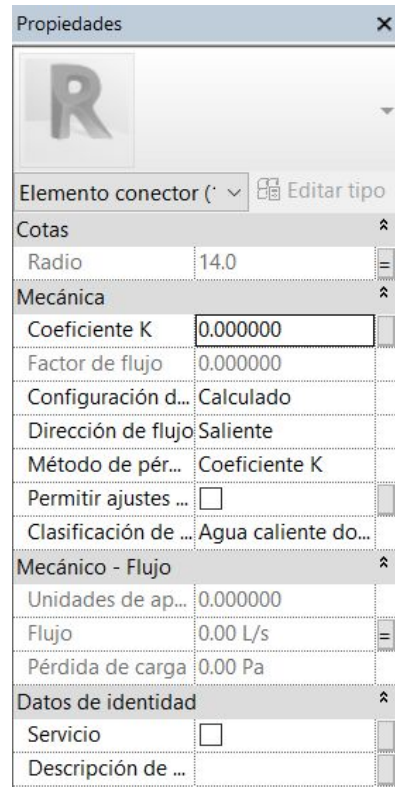 Propiedades
R
Elemento conector (
Editar tipo
Cotas
Radio 14.0 =
Mecánica
Coeficiente K 0.000000
Factor de flujo 0.000000
Configuración d... Calculado
Dirección de flujo Saliente
Método de pér... Coeficiente K
Permitir ajustes ...
Clasificación de ... Agua caliente do...
Mecánico - Flujo
Unidades de ap... 0.000000
Flujo 0.00 L/s =
Pérdida de carga 0.00 Pa
Datos de identidad
Servicio
Descripción de ...